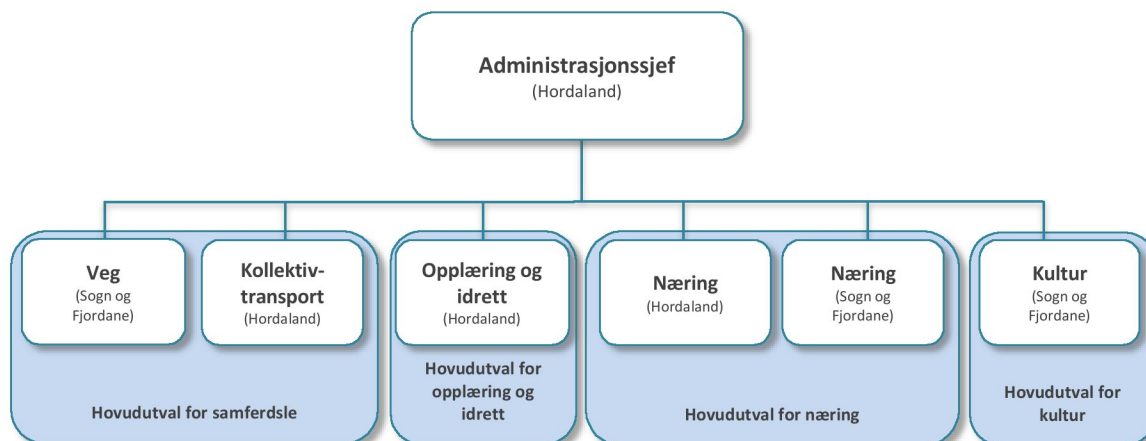 Administrasjonssjef
(Hordaland)
Veg
(Sogn og
Fjordane)
Kollektiv-
transport
(Hordaland)
Opplæring og
idrett
(Hordaland)
Næring
(Hordaland)
Næring
(Sogn og
Fjordane)
Kultur
(Sogn og
Fjordane)
Hovudutval for samferdsle
Hovudutval for
opplæring og
idrett
Hovudutval for næring
Hovudutval for
kultur